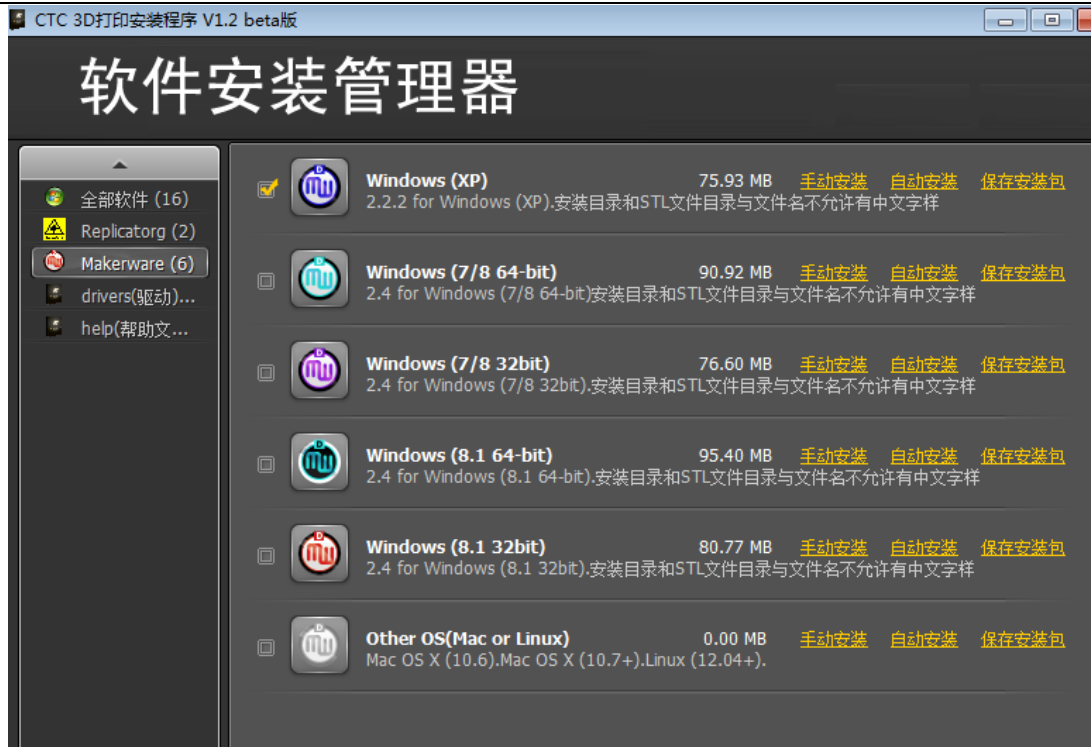 CTC 3D打印安装程序 V1.2 beta版
软件安装管理器
全部软件 (16)
Replicatorg (2)
Makerware (6)
drivers(驱动)...
help(帮助文...
Windows (XP) 75.93 MB 手动安装 自动安装 保存安装包
2.2.2 for Windows (XP).安装目录和STL文件目录与文件名不允许有中文字样
Windows (7/8 64-bit) 90.92 MB 手动安装 自动安装 保存安装包
2.4 for Windows (7/8 64-bit)安装目录和STL文件目录与文件名不允许有中文字样
Windows (7/8 32bit) 76.60 MB 手动安装 自动安装 保存安装包
2.4 for Windows (7/8 32bit).安装目录和STL文件目录与文件名不允许有中文字样
Windows (8.1 64-bit) 95.40 MB 手动安装 自动安装 保存安装包
2.4 for Windows (8.1 64-bit).安装目录和STL文件目录与文件名不允许有中文字样
Windows (8.1 32bit) 80.77 MB 手动安装 自动安装 保存安装包
2.4 for Windows (8.1 32bit).安装目录和STL文件目录与文件名不允许有中文字样
Other OS(Mac or Linux) 0.00 MB 手动安装 自动安装 保存安装包
Mac OS X (10.6).Mac OS X (10.7+).Linux (12.04+).